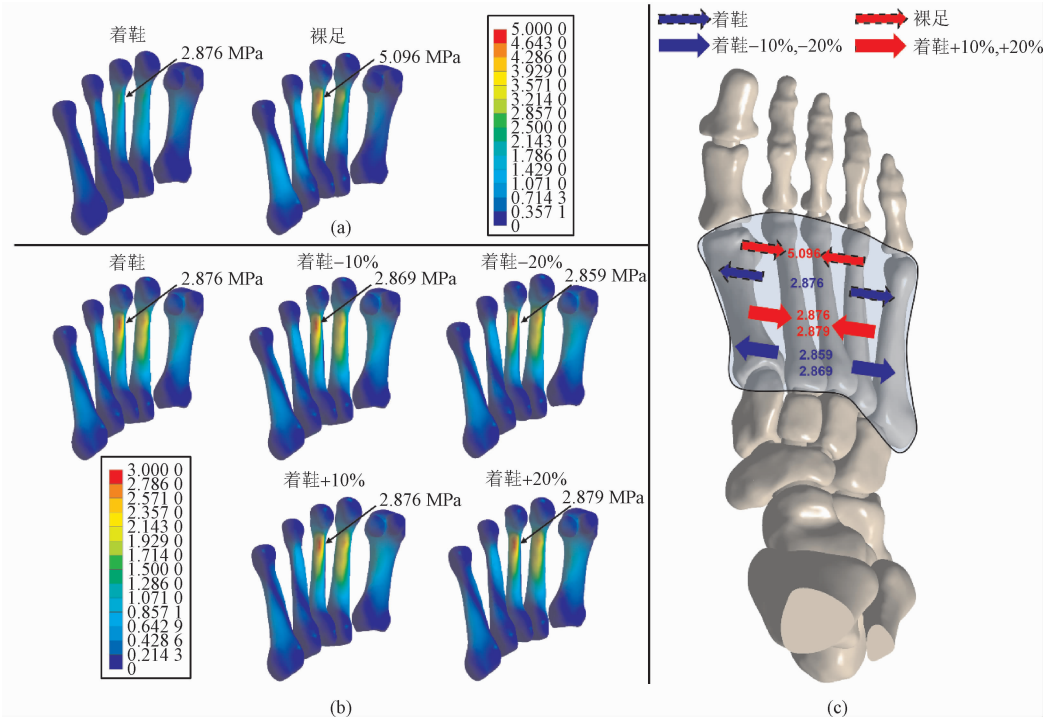 着鞋
2.876 MPa
裸足
5.096 MPa
5.000 0
4.643 0
4.286 0
3.929 0
3.571 0
3.214 0
2.857 0
2.500 0
2.143 0
1.786 0
1.429 0
1.071 0
0.714 3
0.357 1
0
(a)
着鞋
2.876 MPa
着鞋−10%
2.869 MPa
着鞋−20%
2.859 MPa
3.000 0
2.786 0
2.571 0
2.357 0
2.143 0
1.929 0
1.714 0
1.500 0
1.286 0
1.071 0
0.857 1
0.642 9
0.428 6
0.214 3
0
着鞋+10%
2.876 MPa
着鞋+20%
2.879 MPa
(b)
着鞋
裸足
着鞋−10%,−20%
着鞋+10%,+20%
5.096
2.876
2.876
2.879
2.859
2.869
(c)